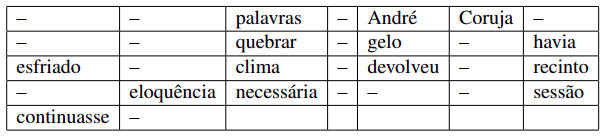 – – palavras – André Coruja –
– – quebrar – gelo – havia
esfriado – clima – devolveu – recinto
– eloquência necessária – – – sessão
continuasse –